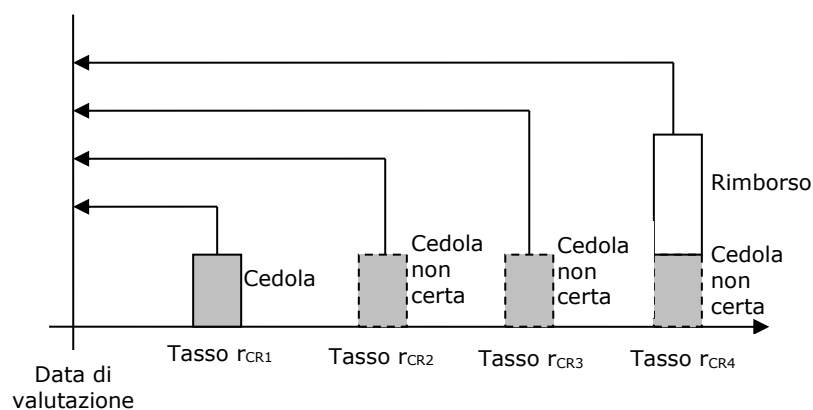 Rimborso
Cedola
Cedola
non
certa
Cedola
non
certa
Cedola
non
certa
Tasso rCR1
Tasso rCR2
Tasso rCR3
Tasso rCR4
Data di
valutazione